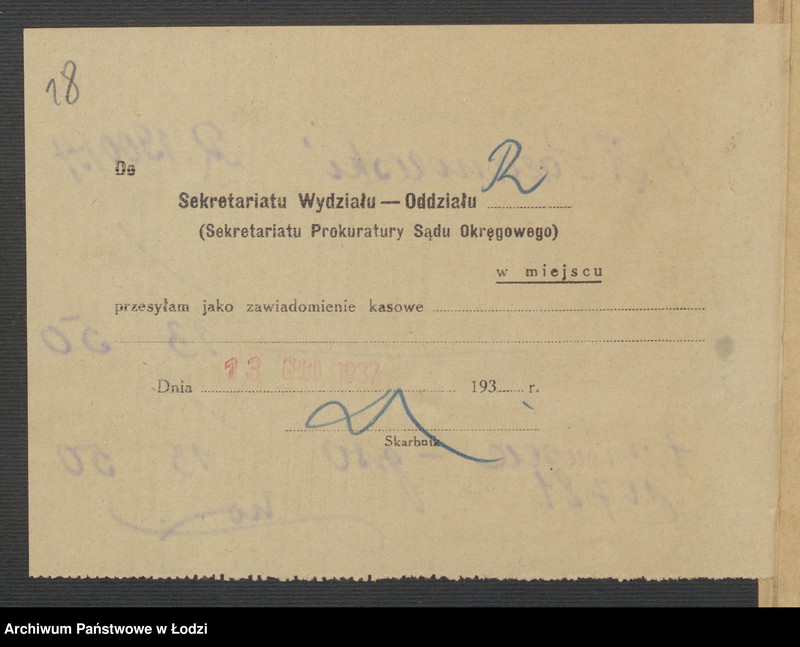 18
Do
R.
Sekretariatu Wydziału — Oddziału
(Sekretariatu Prokuratury Sądu Okręgowego)
w miejscu
przesyłam jako zawiadomienie kasowe
13 GRUD 1937
Dnia 193 r.
Skarbnik
Archiwum Państwowe w Łodzi